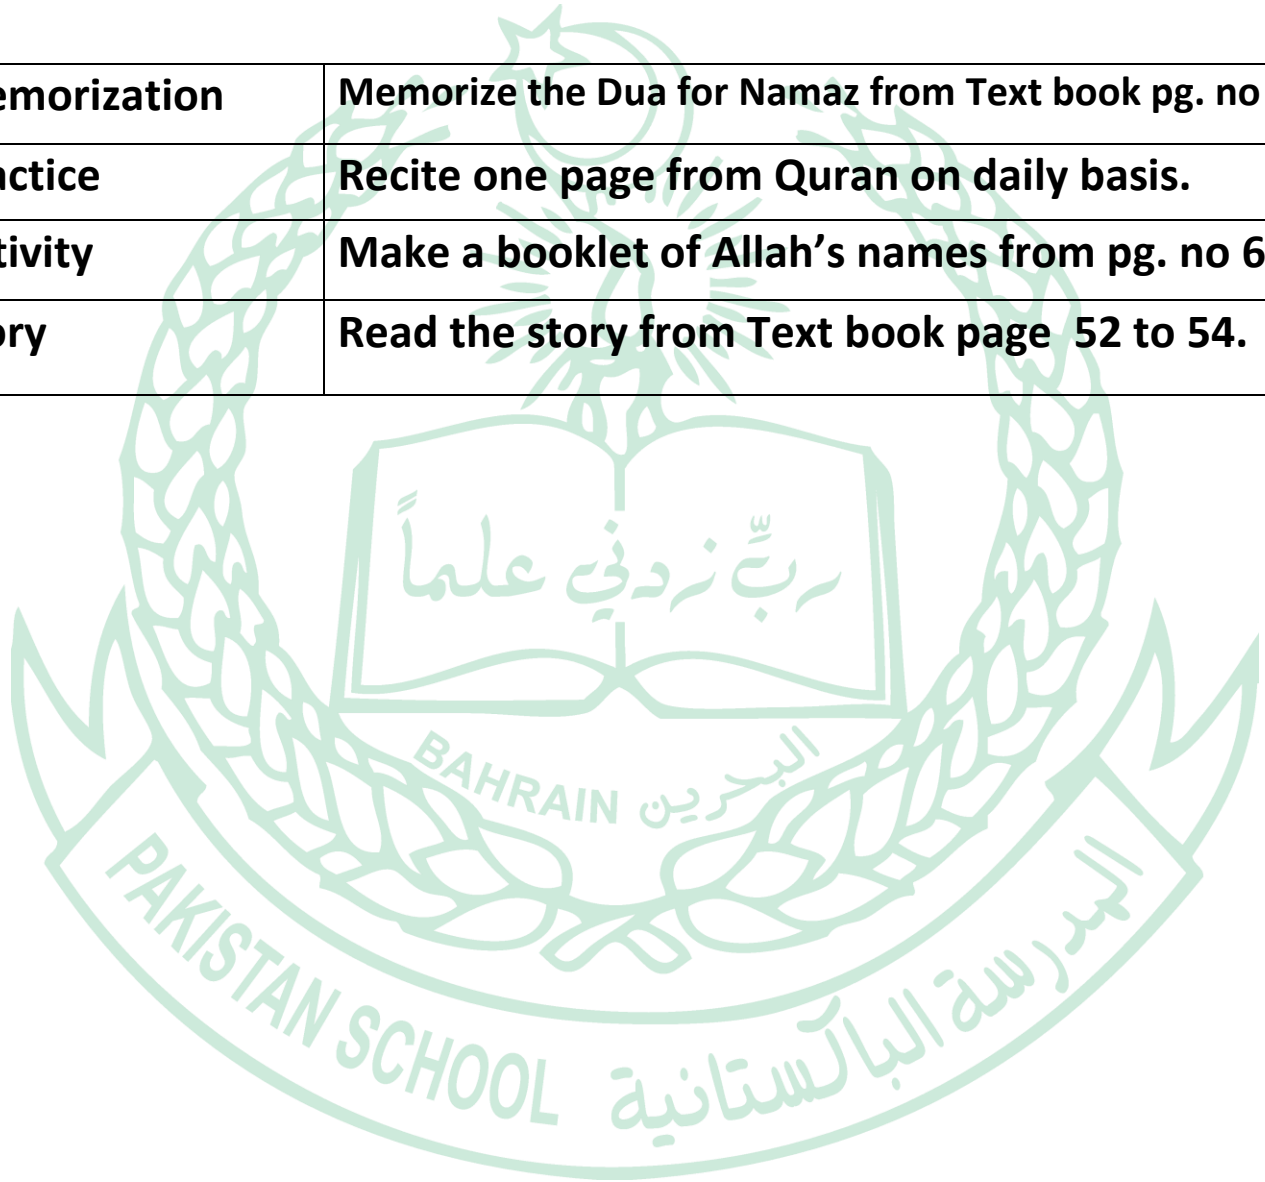 emorization Memorize the Dua for Namaz from Text book pg. no
actice Recite one page from Quran on daily basis.
tivity Make a booklet of Allah’s names from pg. no 6
ory Read the story from Text book page 52 to 54.
ربِّ زدني علماً
BAHRAIN البحرين
PAKISTAN SCHOOL المدرسة الباكستانية